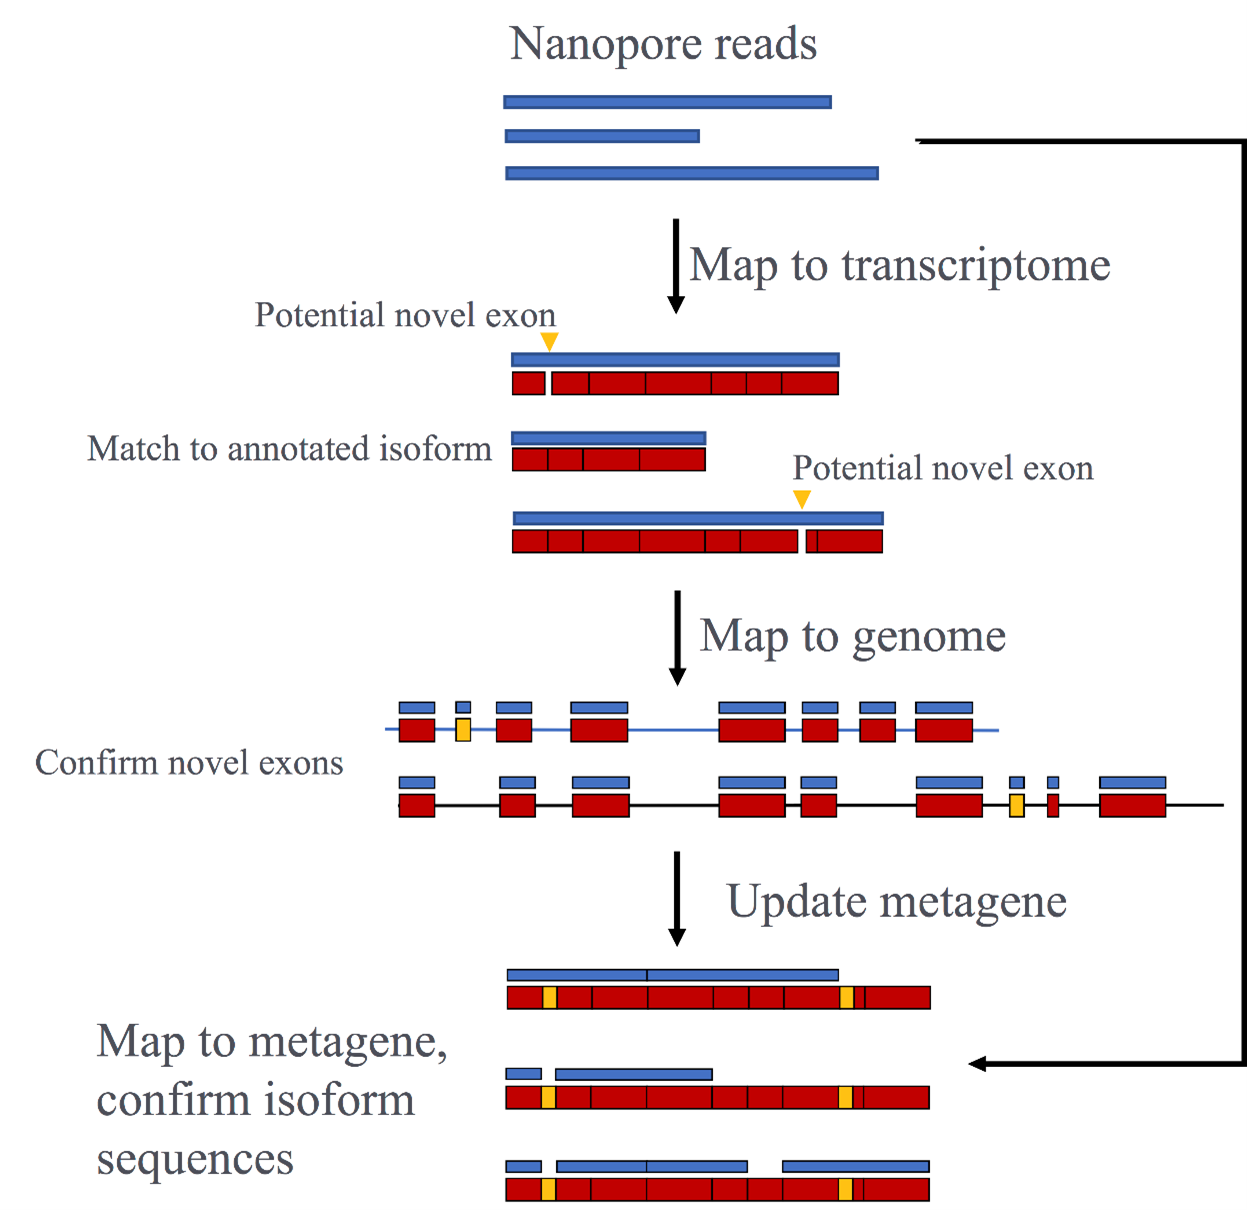 Nanopore reads
Map to transcriptome
Potential novel exon
Match to annotated isoform
Potential novel exon
Map to genome
Confirm novel exons
Update metagene
Map to metagene,
confirm isoform
sequences